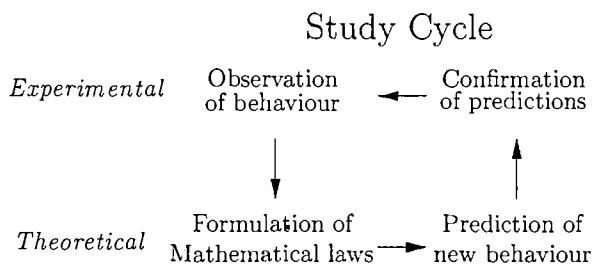 Study Cycle
Experimental
Observation
of behaviour
Confirmation
of predictions
Theoretical
Formulation of
Mathematical laws
Prediction of
new behaviour